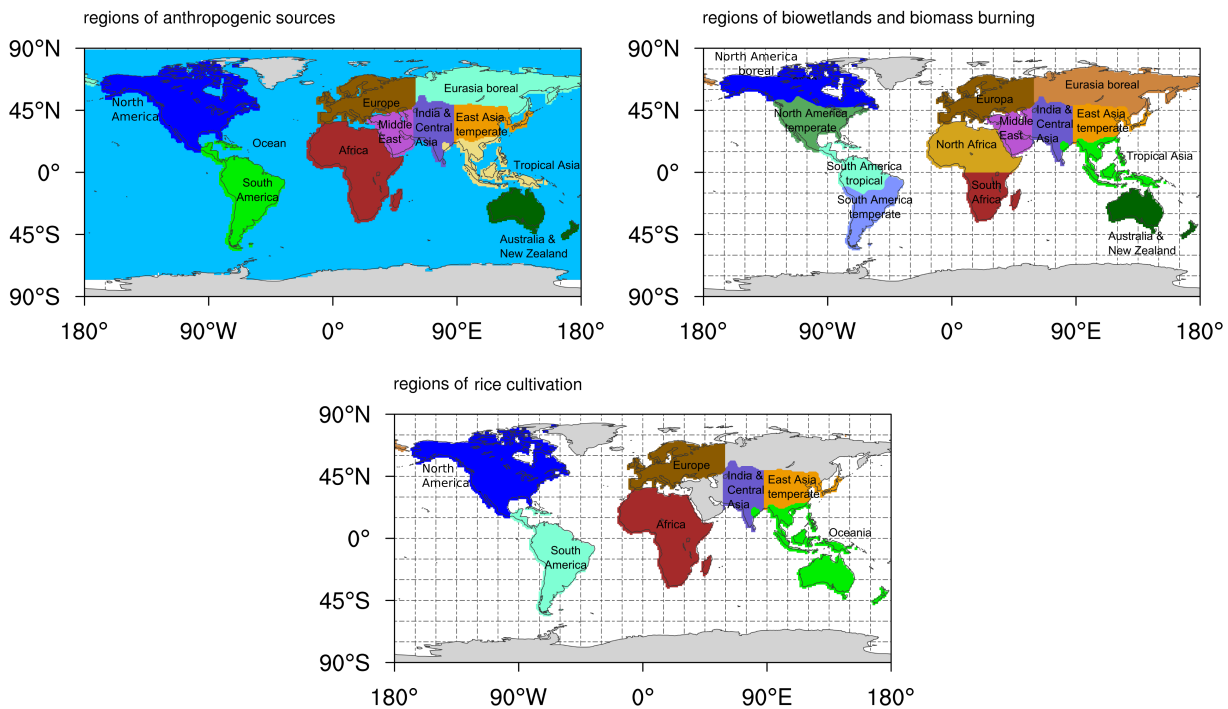 regions of anthropogenic sources
90°N
45°N
0°
45°S
90°S
180°
90°W
0°
90°E
180°
North
America
Ocean
South
America
Europe
Africa
Middle
East
India &
Central
Asia
Eurasia boreal
East Asia
temperate
Tropical Asia
Australia &
New Zealand
regions of biowetlands and biomass burning
90°N
45°N
0°
45°S
90°S
180°
90°W
0°
90°E
180°
North America
boreal
North America
temperate
South America
tropical
South America
temperate
Europa
North Africa
South
Africa
Middle
East
India &
Central
Asia
Eurasia boreal
East Asia
temperate
Tropical Asia
Australia &
New Zealand
regions of rice cultivation
90°N
45°N
0°
45°S
90°S
180°
90°W
0°
90°E
180°
North
America
South
America
Europe
Africa
India &
Central
Asia
East Asia
temperate
Oceania